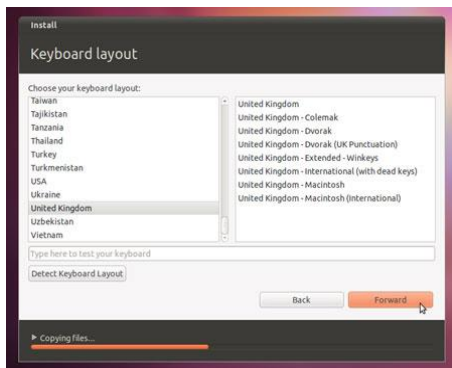 Install
Keyboard layout
Choose your keyboard layout:
Taiwan
Tajikistan
Tanzania
Thailand
Turkey
Turkmenistan
USA
Ukraine
United Kingdom
Uzbekistan
Vietnam
United Kingdom
United Kingdom - Colemak
United Kingdom - Dvorak
United Kingdom - Dvorak (UK Punctuation)
United Kingdom - Extended - Winkeys
United Kingdom - International (with dead keys)
United Kingdom - Macintosh
United Kingdom - Macintosh (International)
Type here to test your keyboard
Detect Keyboard Layout
Back Forward
Copying files...